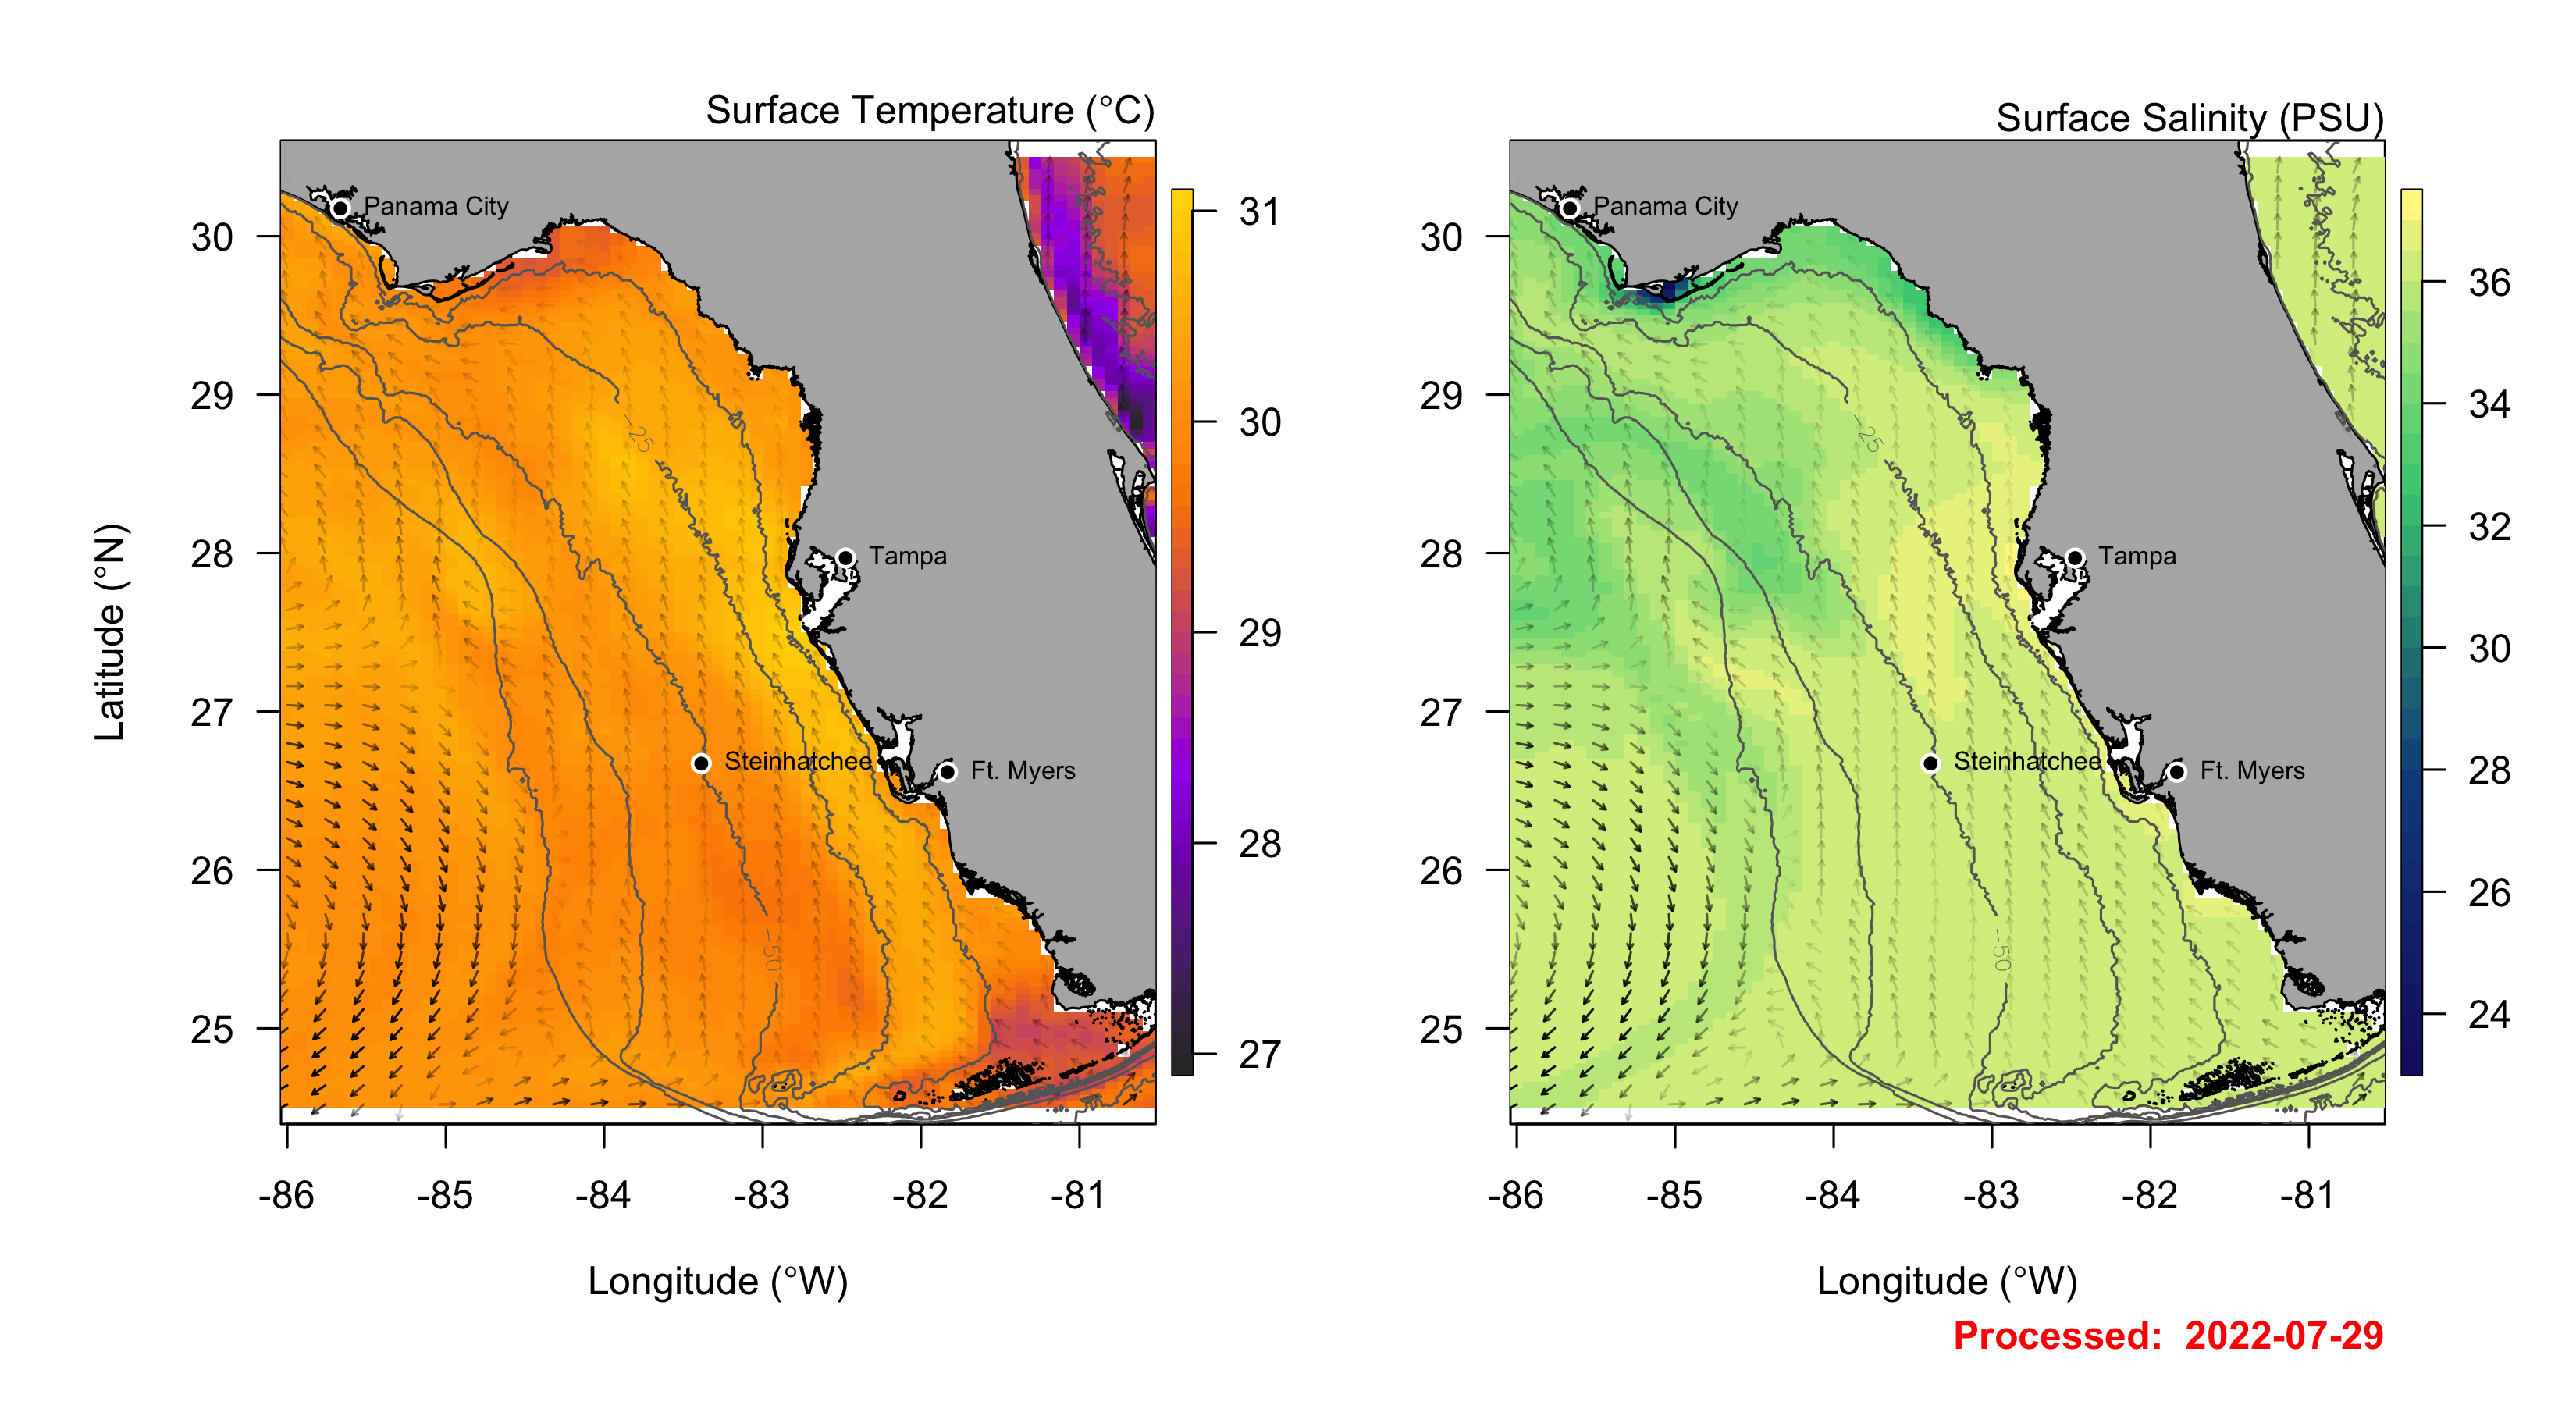 Surface Temperature (°C)
Panama City
Tampa
Steinhatchee
Ft. Myers
-25
-50
Latitude (°N)
30
29
28
27
26
25
-86 -85 -84 -83 -82 -81
Longitude (°W)
31
30
29
28
27
Surface Salinity (PSU)
Panama City
Tampa
Steinhatchee
Ft. Myers
-25
-50
30
29
28
27
26
25
-86 -85 -84 -83 -82 -81
Longitude (°W)
36
34
32
30
28
26
24
Processed: 2022-07-29